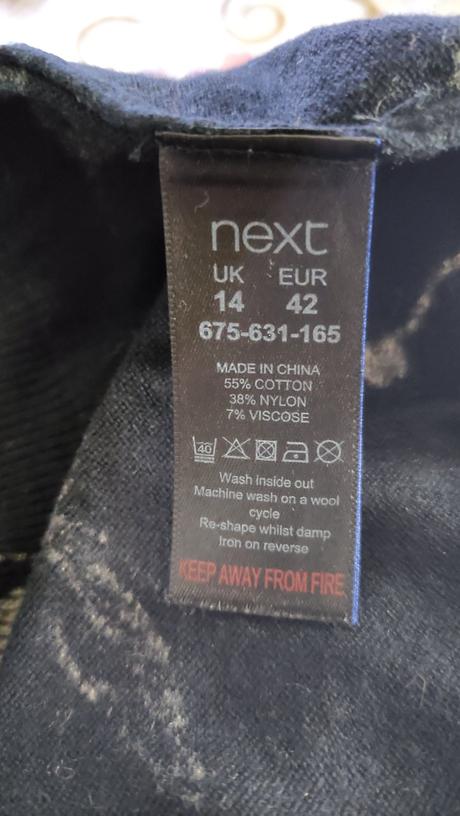 next
UK EUR
14 42
675-631-165
MADE IN CHINA
55% COTTON
38% NYLON
7% VISCOSE
40
Wash inside out
Machine wash on a wool
cycle
Re-shape whilst damp
Iron on reverse
KEEP AWAY FROM FIRE